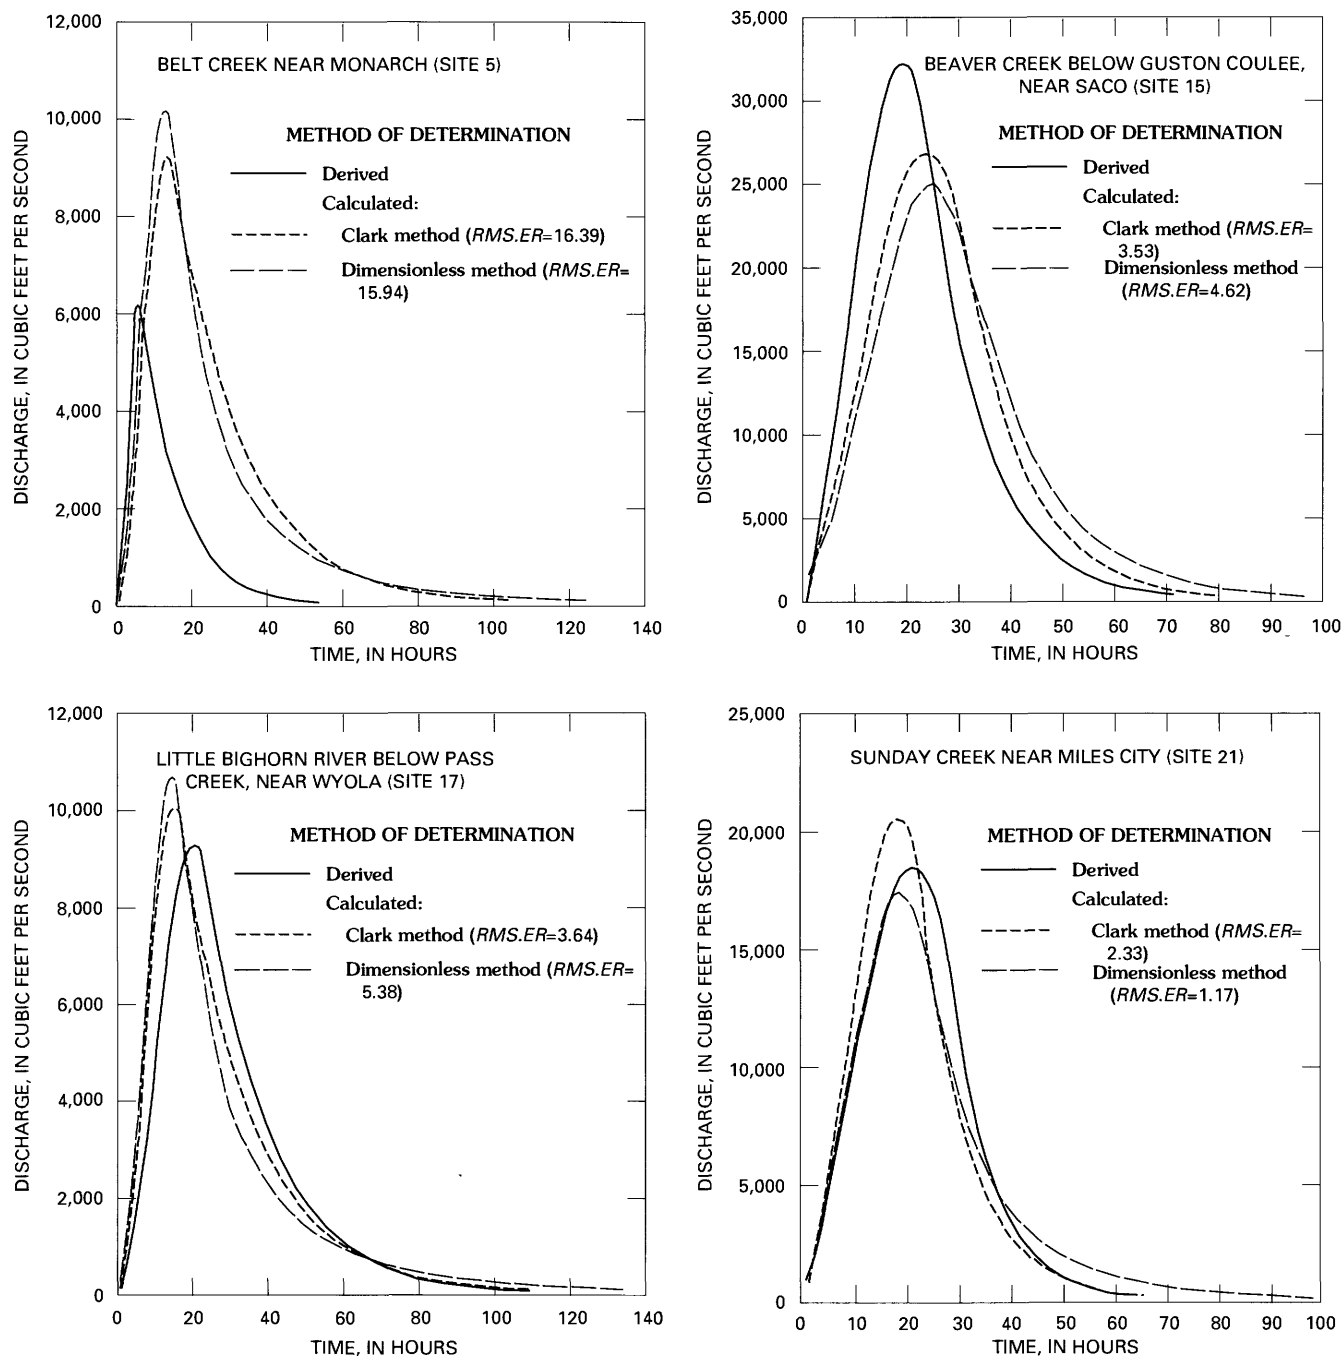 BELT CREEK NEAR MONARCH (SITE 5)
METHOD OF DETERMINATION
Derived
Calculated:
Clark method (RMS.ER=16.39)
Dimensionless method (RMS.ER=
15.94)
DISCHARGE, IN CUBIC FEET PER SECOND
12,000
10,000
8,000
6,000
4,000
2,000
0
0 20 40 60 80 100 120 140
TIME, IN HOURS
BEAVER CREEK BELOW GUSTON COULEE,
NEAR SACO (SITE 15)
METHOD OF DETERMINATION
Derived
Calculated:
Clark method (RMS.ER=
3.53)
Dimensionless method
(RMS.ER=4.62)
DISCHARGE, IN CUBIC FEET PER SECOND
35,000
30,000
25,000
20,000
15,000
10,000
5,000
0
0 10 20 30 40 50 60 70 80 90 100
TIME, IN HOURS
LITTLE BIGHORN RIVER BELOW PASS
CREEK, NEAR WYOLA (SITE 17)
METHOD OF DETERMINATION
Derived
Calculated:
Clark method (RMS.ER=3.64)
Dimensionless method (RMS.ER=
5.38)
DISCHARGE, IN CUBIC FEET PER SECOND
12,000
10,000
8,000
6,000
4,000
2,000
0
0 20 40 60 80 100 120 140
TIME, IN HOURS
SUNDAY CREEK NEAR MILES CITY (SITE 21)
METHOD OF DETERMINATION
Derived
Calculated:
Clark method (RMS.ER=
2.33)
Dimensionless method
(RMS.ER=1.17)
DISCHARGE, IN CUBIC FEET PER SECOND
25,000
20,000
15,000
10,000
5,000
0
0 10 20 30 40 50 60 70 80 90 100
TIME, IN HOURS